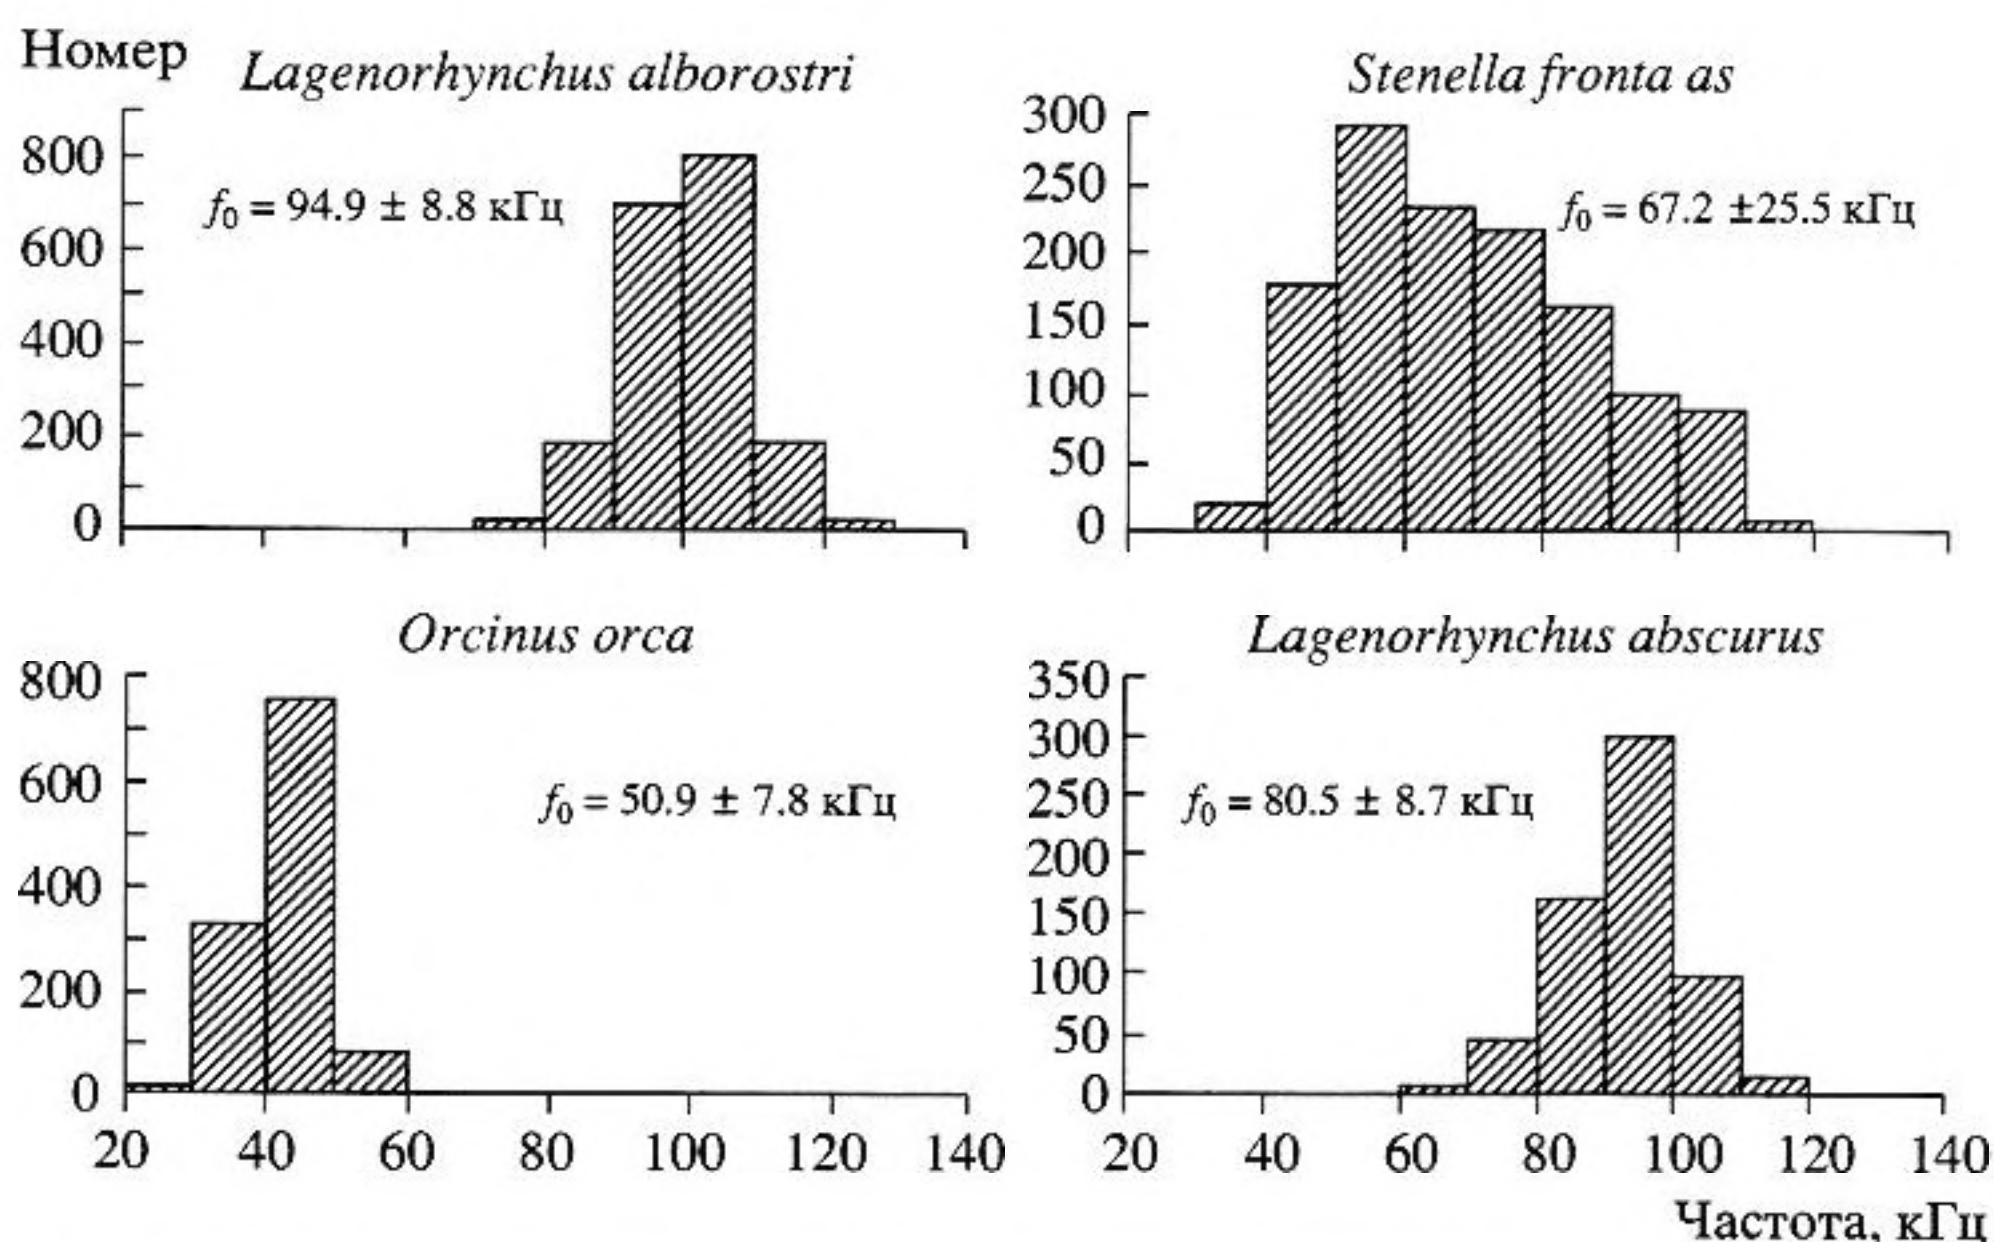 Номер
Lagenorhynchus alborostri
800
600
400
200
0
f₀ = 94.9 ± 8.8 кГц
Stenella fronta as
300
250
200
150
100
50
0
f₀ = 67.2 ±25.5 кГц
Orcinus orca
800
600
400
200
0
f₀ = 50.9 ± 7.8 кГц
20 40 60 80 100 120 140
Lagenorhynchus abscurus
350
300
250
200
150
100
50
0
f₀ = 80.5 ± 8.7 кГц
20 40 60 80 100 120 140
Частота, кГц